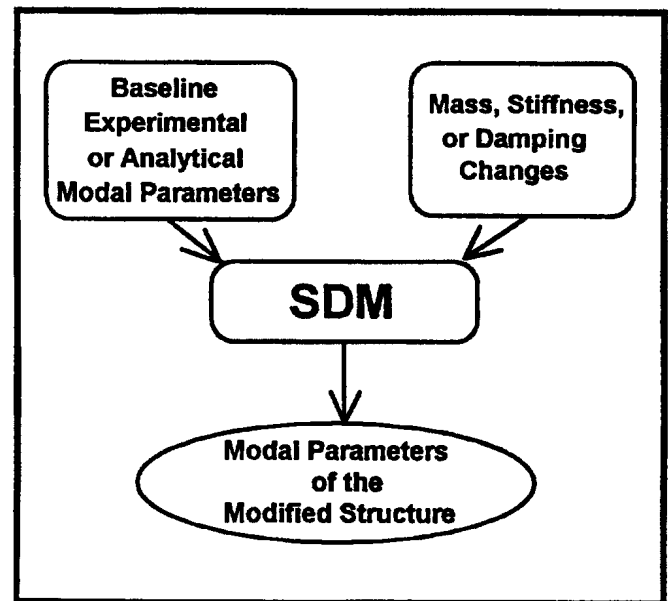 Baseline
Experimental
or Analytical
Modal Parameters
Mass, Stiffness,
or Damping
Changes
SDM
Modal Parameters
of the
Modified Structure